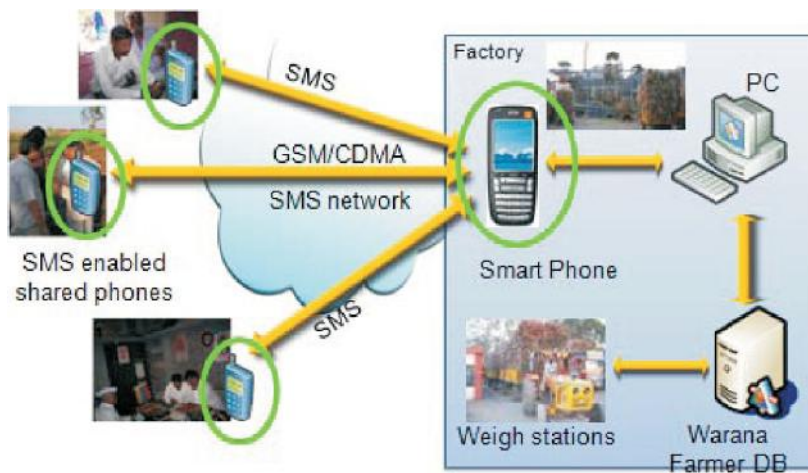 SMS
GSM/CDMA
SMS network
SMS enabled
shared phones
SMS
Factory
PC
Smart Phone
Weigh stations
Warana
Farmer DB